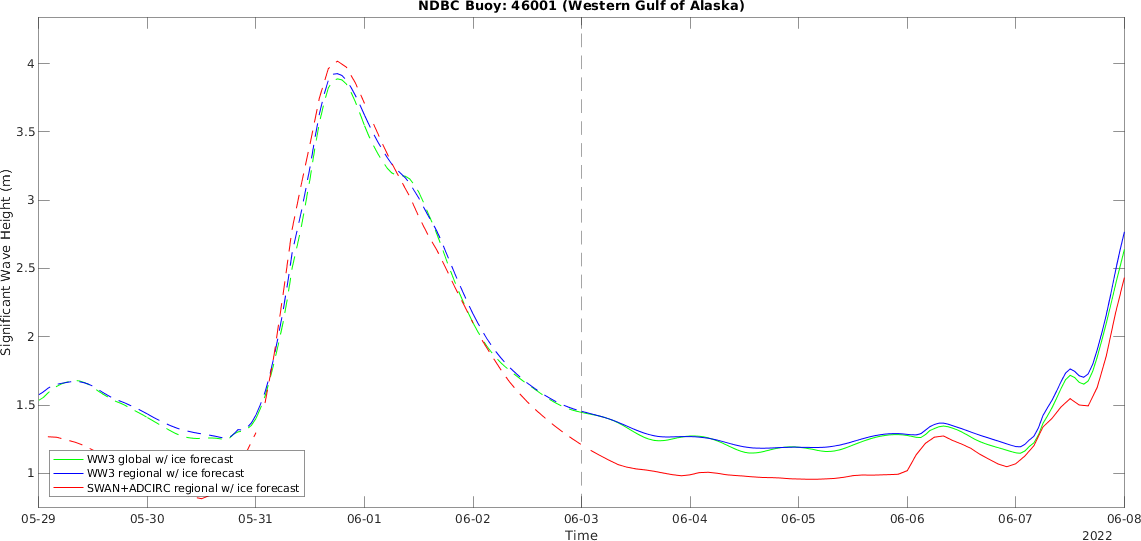 NDBC Buoy: 46001 (Western Gulf of Alaska)
Significant Wave Height (m)
4
3.5
3
2.5
2
1.5
1
WW3 global w/ ice forecast
WW3 regional w/ ice forecast
SWAN+ADCIRC regional w/ ice forecast
05-29 05-30 05-31 06-01 06-02 06-03 06-04 06-05 06-06 06-07 06-08
Time
2022